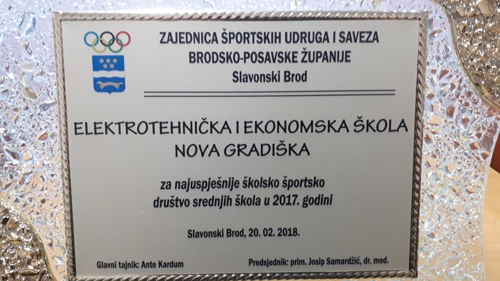 ZAJEDNICA ŠPORTSKIH UDRUGA I SAVEZA
BRODSKO-POSAVSKE ŽUPANIJE
Slavonski Brod
ELEKTROTEHNIČKA I EKONOMSKA ŠKOLA
NOVA GRADIŠKA
za najuspješnije školsko športsko
društvo srednjih škola u 2017. godini
Slavonski Brod, 20. 02. 2018.
Glavni tajnik: Ante Kardum
Predsjednik: prim. Josip Samardžić, dr. med.